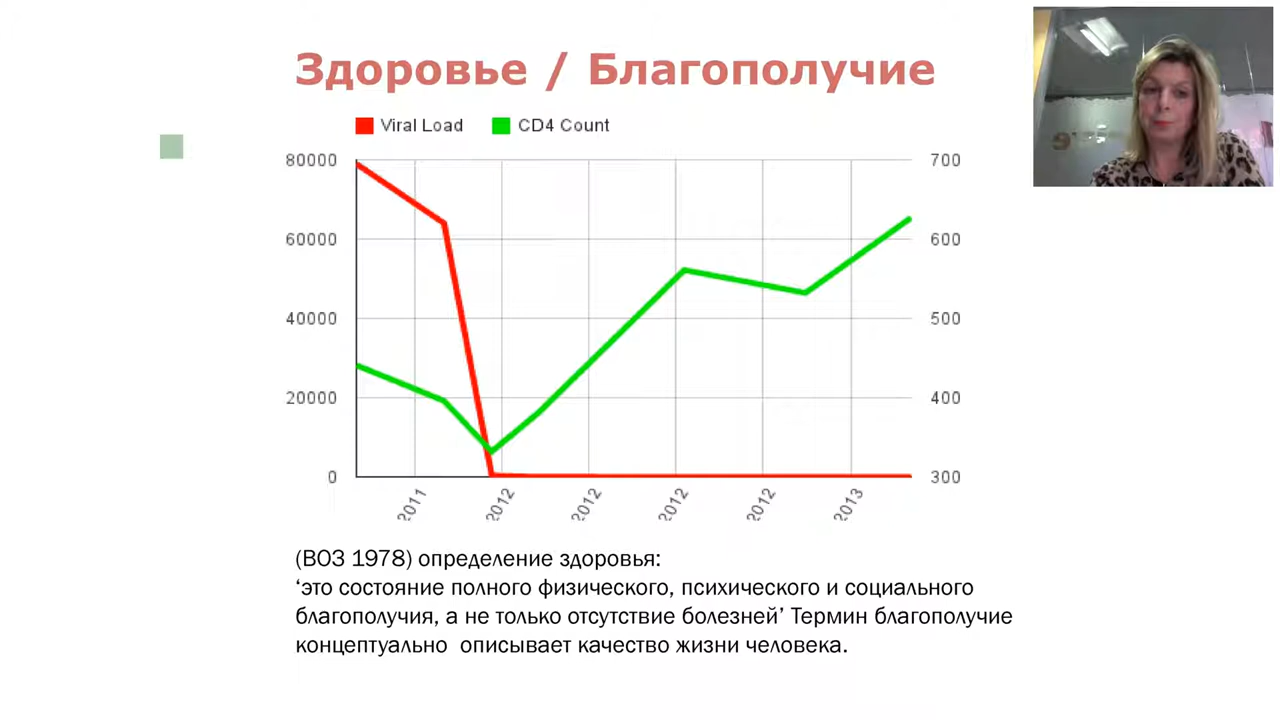 Здоровье / Благополучие
Viral Load CD4 Count
80000 700
60000 600
40000 500
20000 400
0 300
2011 2012 2012 2012 2012 2013
(ВОЗ 1978) определение здоровья:
‘это состояние полного физического, психического и социального
благополучия, а не только отсутствие болезней’ Термин благополучие
концептуально описывает качество жизни человека.